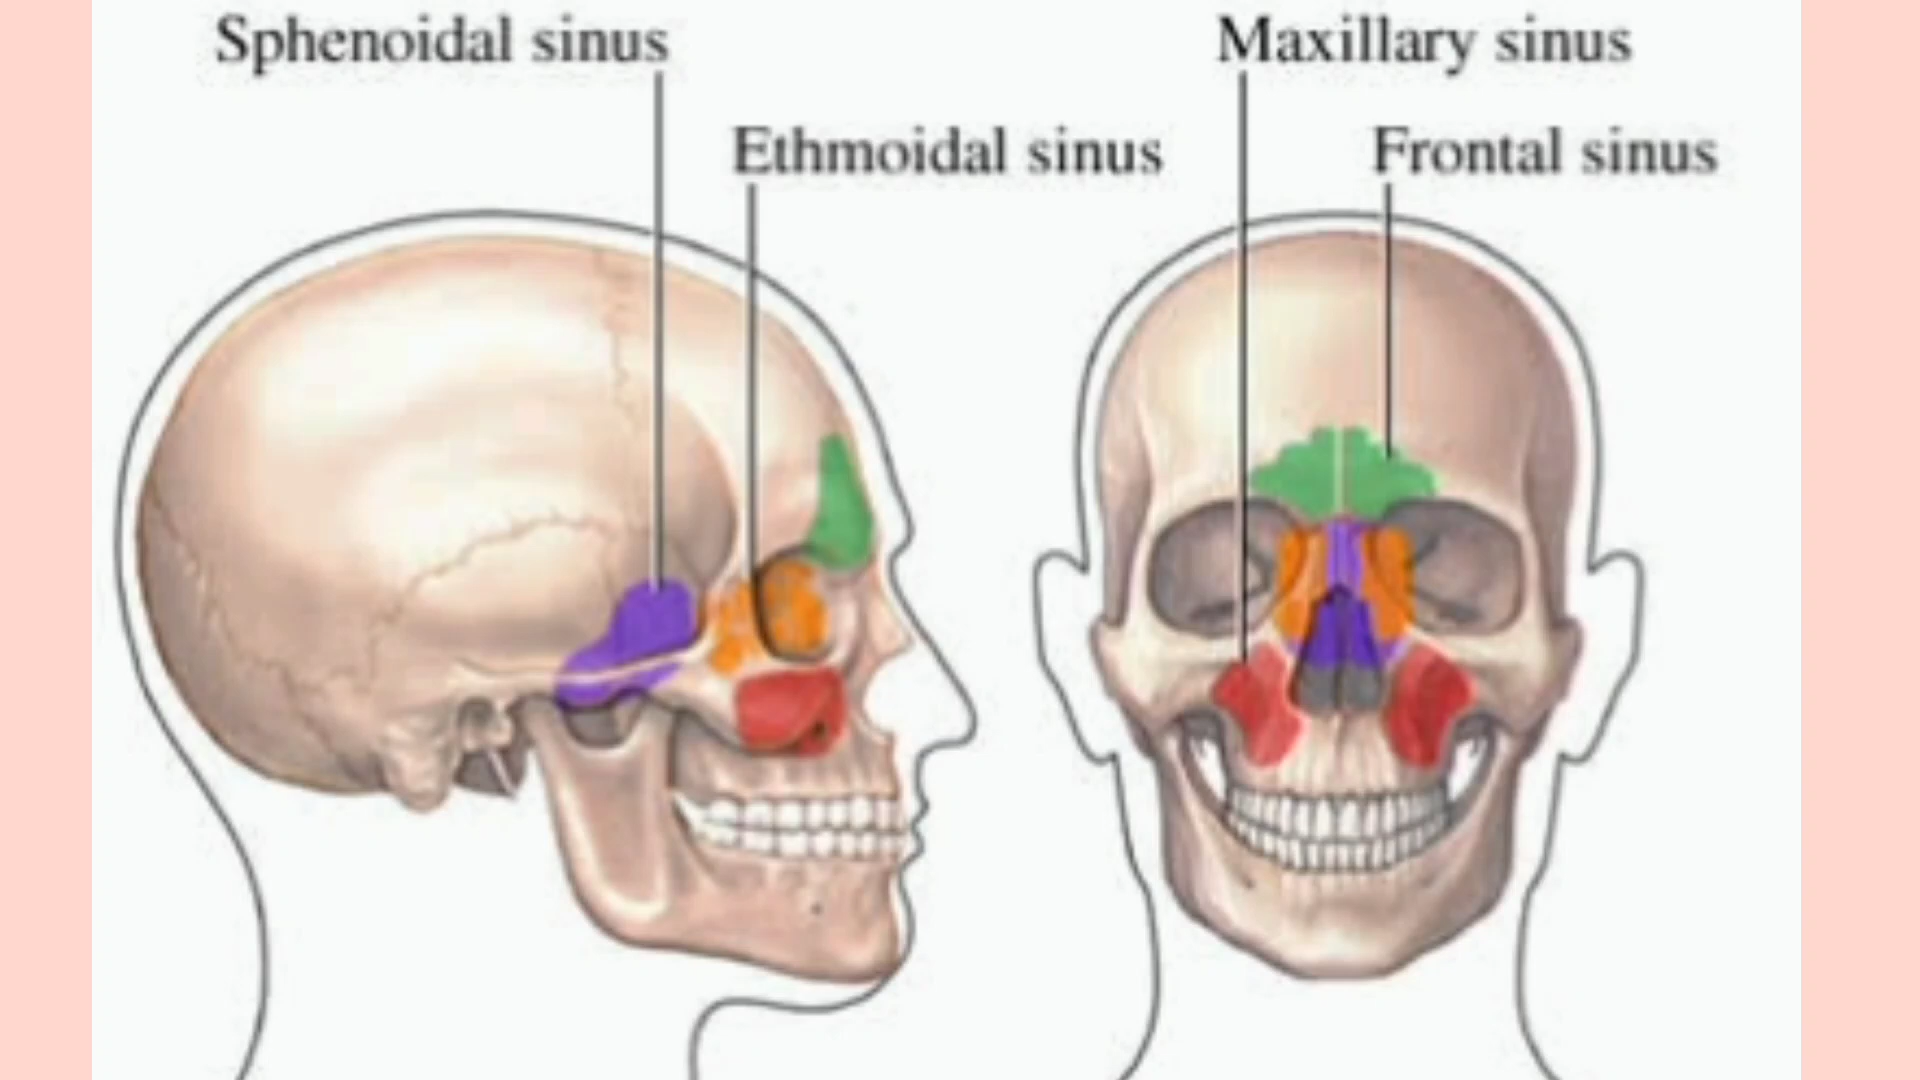 Sphenoidal sinus
Ethmoidal sinus
Maxillary sinus
Frontal sinus